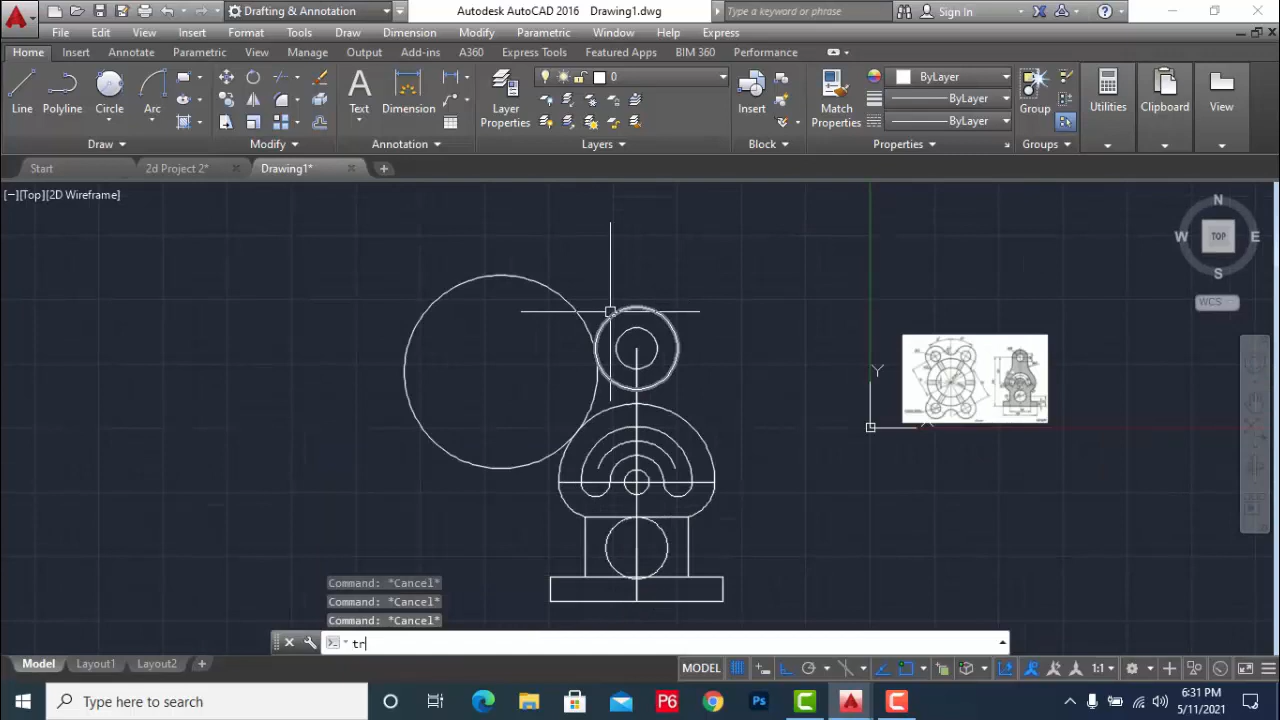 Drafting & Annotation
Autodesk AutoCAD 2016 Drawing1.dwg
Type a keyword or phrase
Sign In
File Edit View Insert Format Tools Draw Dimension Modify Parametric Window Help Express
Home Insert Annotate Parametric View Manage Output Add-ins A360 Express Tools Featured Apps BIM 360 Performance
Line Polyline Circle Arc
Text Dimension
Layer Properties
0
Insert
Match Properties
ByLayer
ByLayer
ByLayer
Group Utilities Clipboard View
Draw Modify Annotation Layers Block Properties Groups
Start 2d Project 2* Drawing1*
[−][Top][2D Wireframe]
N
W TOP E
S
WCS
Y
X
Command: *Cancel*
Command: *Cancel*
Command: *Cancel*
tr
Model Layout1 Layout2
MODEL 1:1
Type here to search
P6
Ps
6:31 PM
5/11/2021